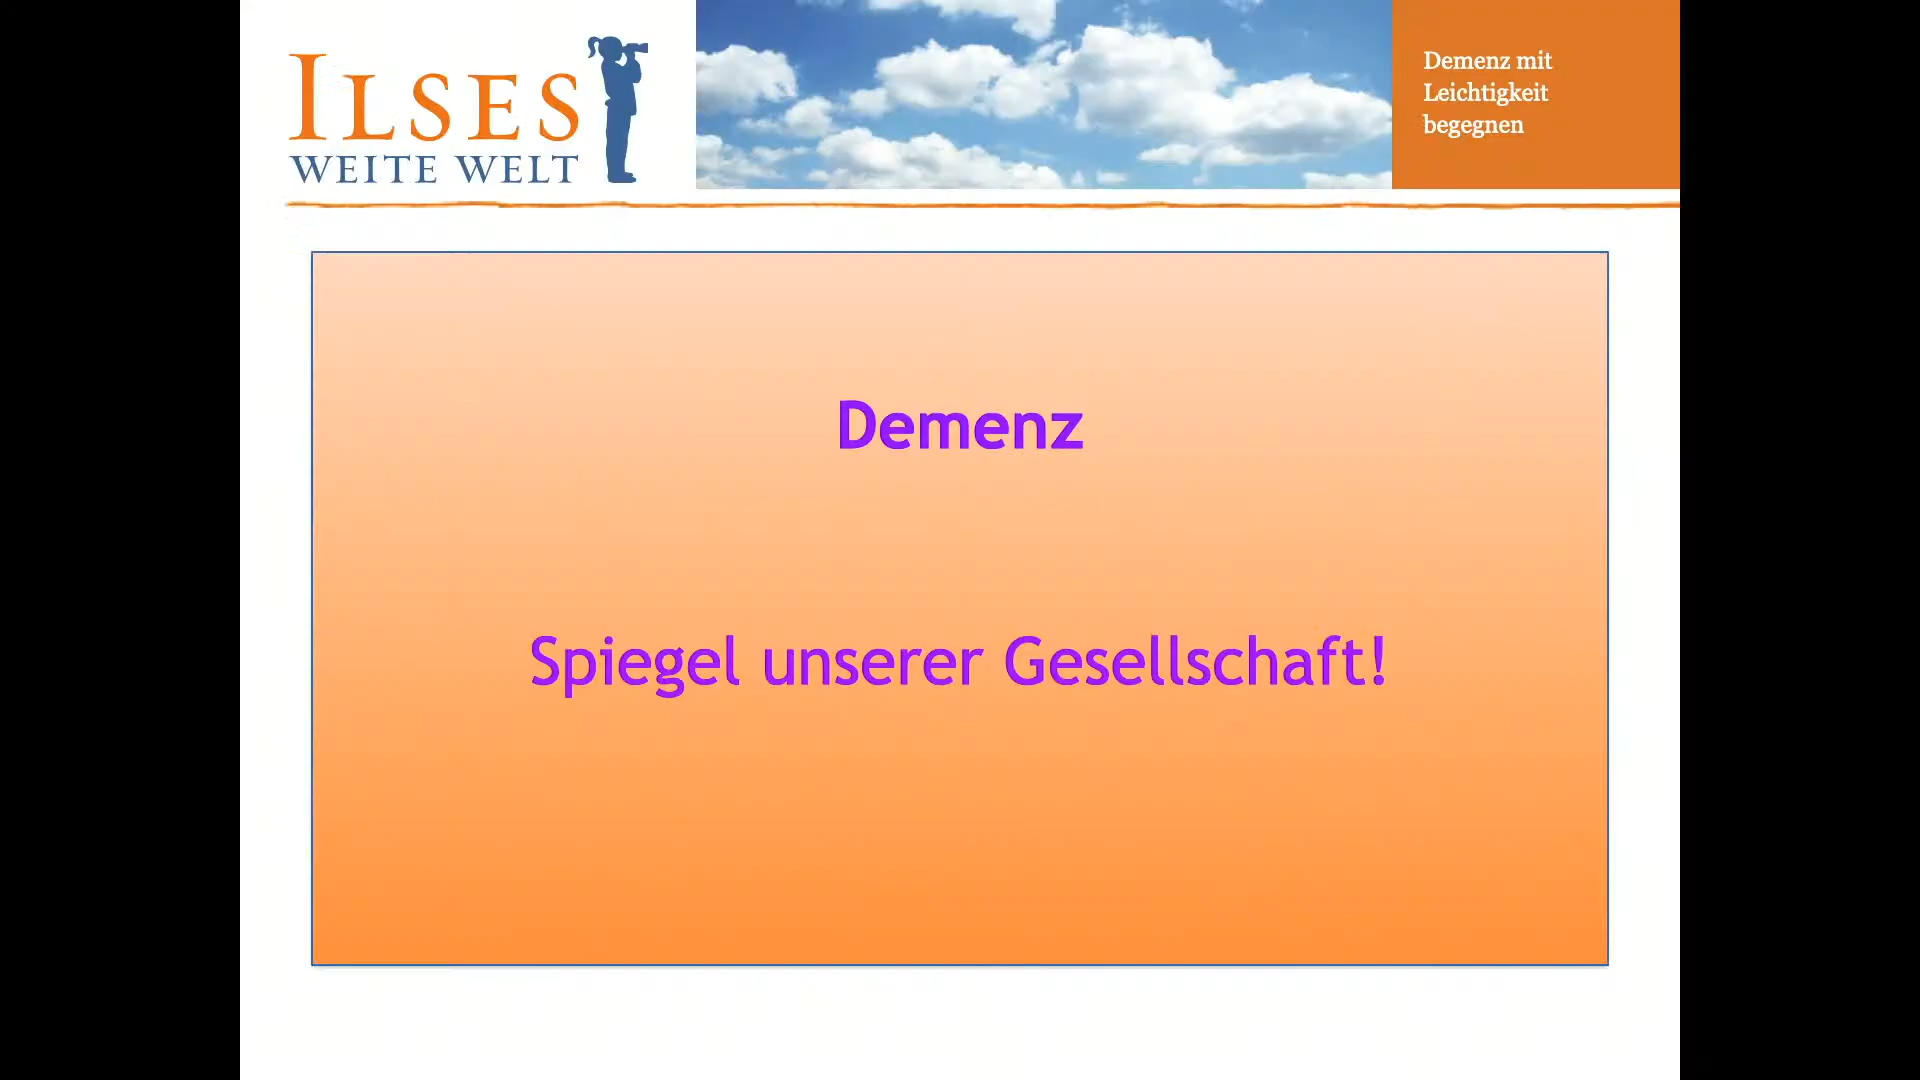 ILSES
WEITE WELT
Demenz mit
Leichtigkeit
begegnen
Demenz
Spiegel unserer Gesellschaft!